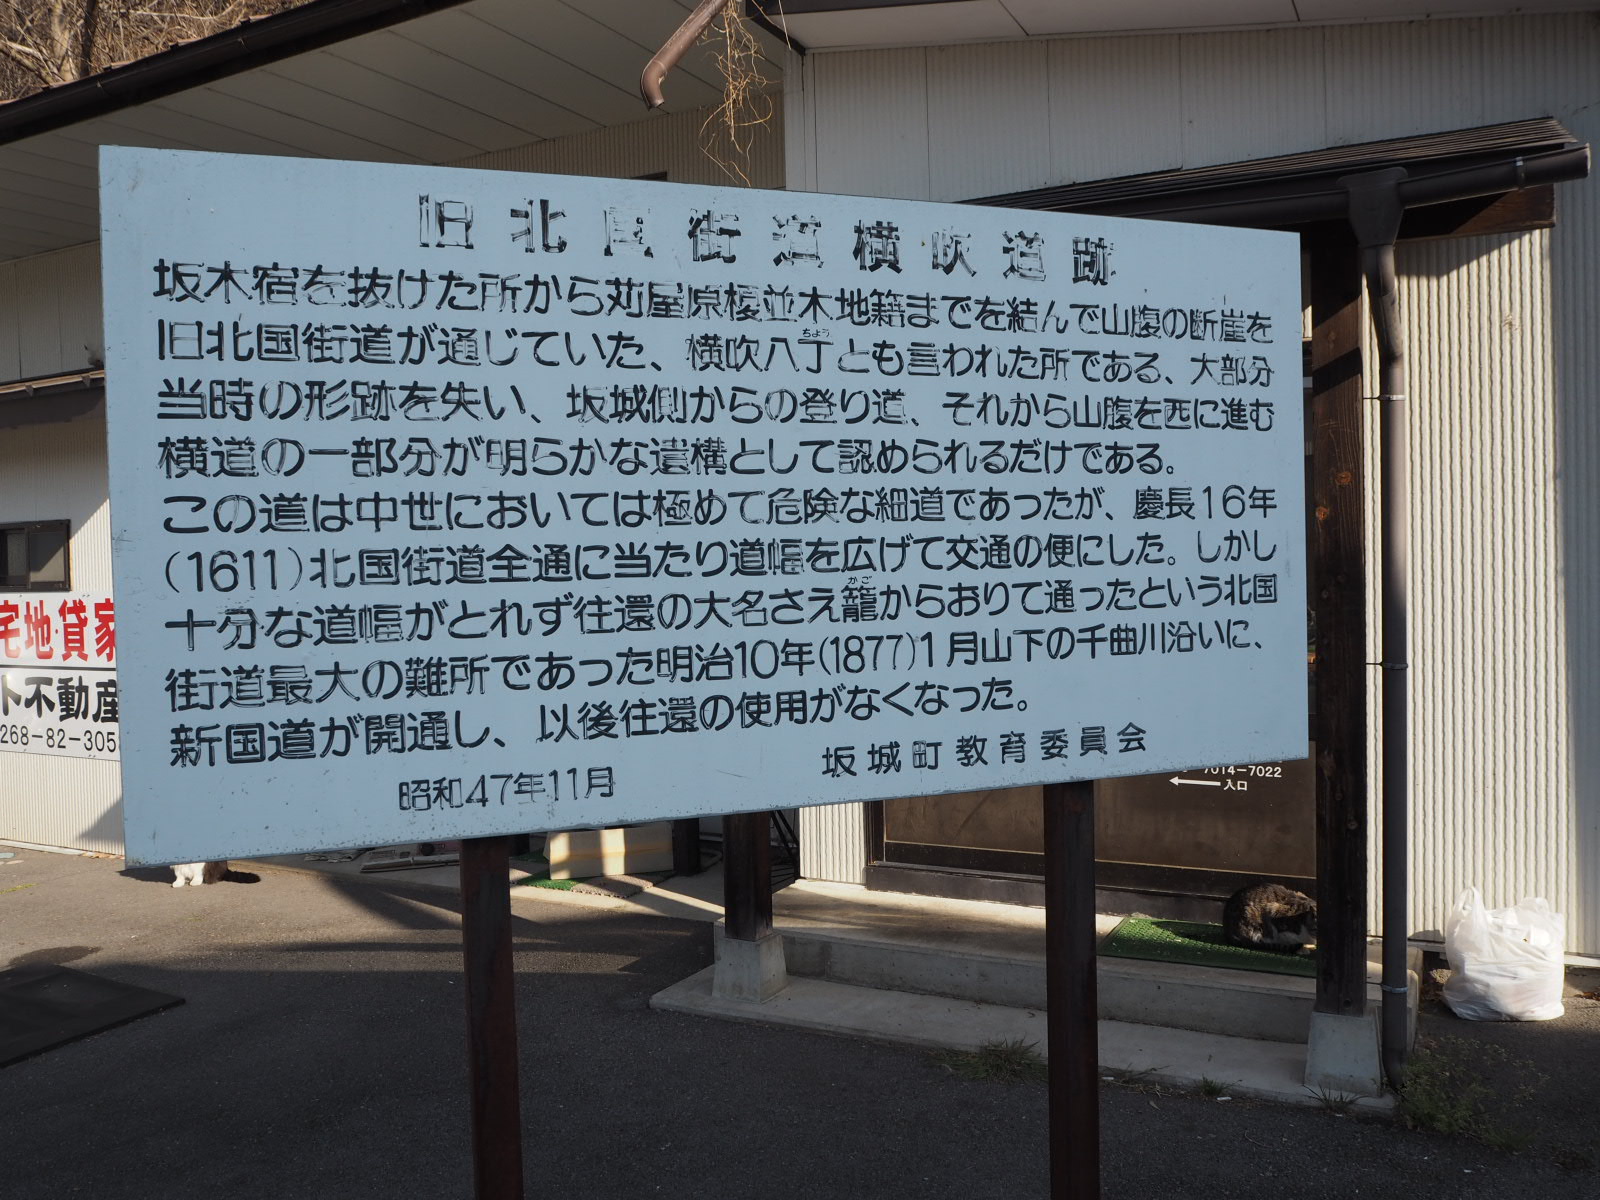 旧北国街道横吹道跡
坂木宿を抜けた所から苅屋原榎並木地籍までを結んで山腹の断崖を
旧北国街道が通じていた、横吹八丁とも言われた所である、大部分
ちょう
当時の形跡を失い、坂城側からの登り道、それから山腹を西に進む
横道の一部分が明らかな遺構として認められるだけである。
この道は中世においては極めて危険な細道であったが、慶長16年
(1611)北国街道全通に当たり道幅を広げて交通の便にした。しかし
十分な道幅がとれず往還の大名さえ籠からおりて通ったという北国
かご
街道最大の難所であった明治10年(1877)1月山下の千曲川沿いに、
新国道が開通し、以後往還の使用がなくなった。
昭和47年11月
坂城町教育委員会
宅地・貸家
ト不動産
268-82-305
7014-7022
入口